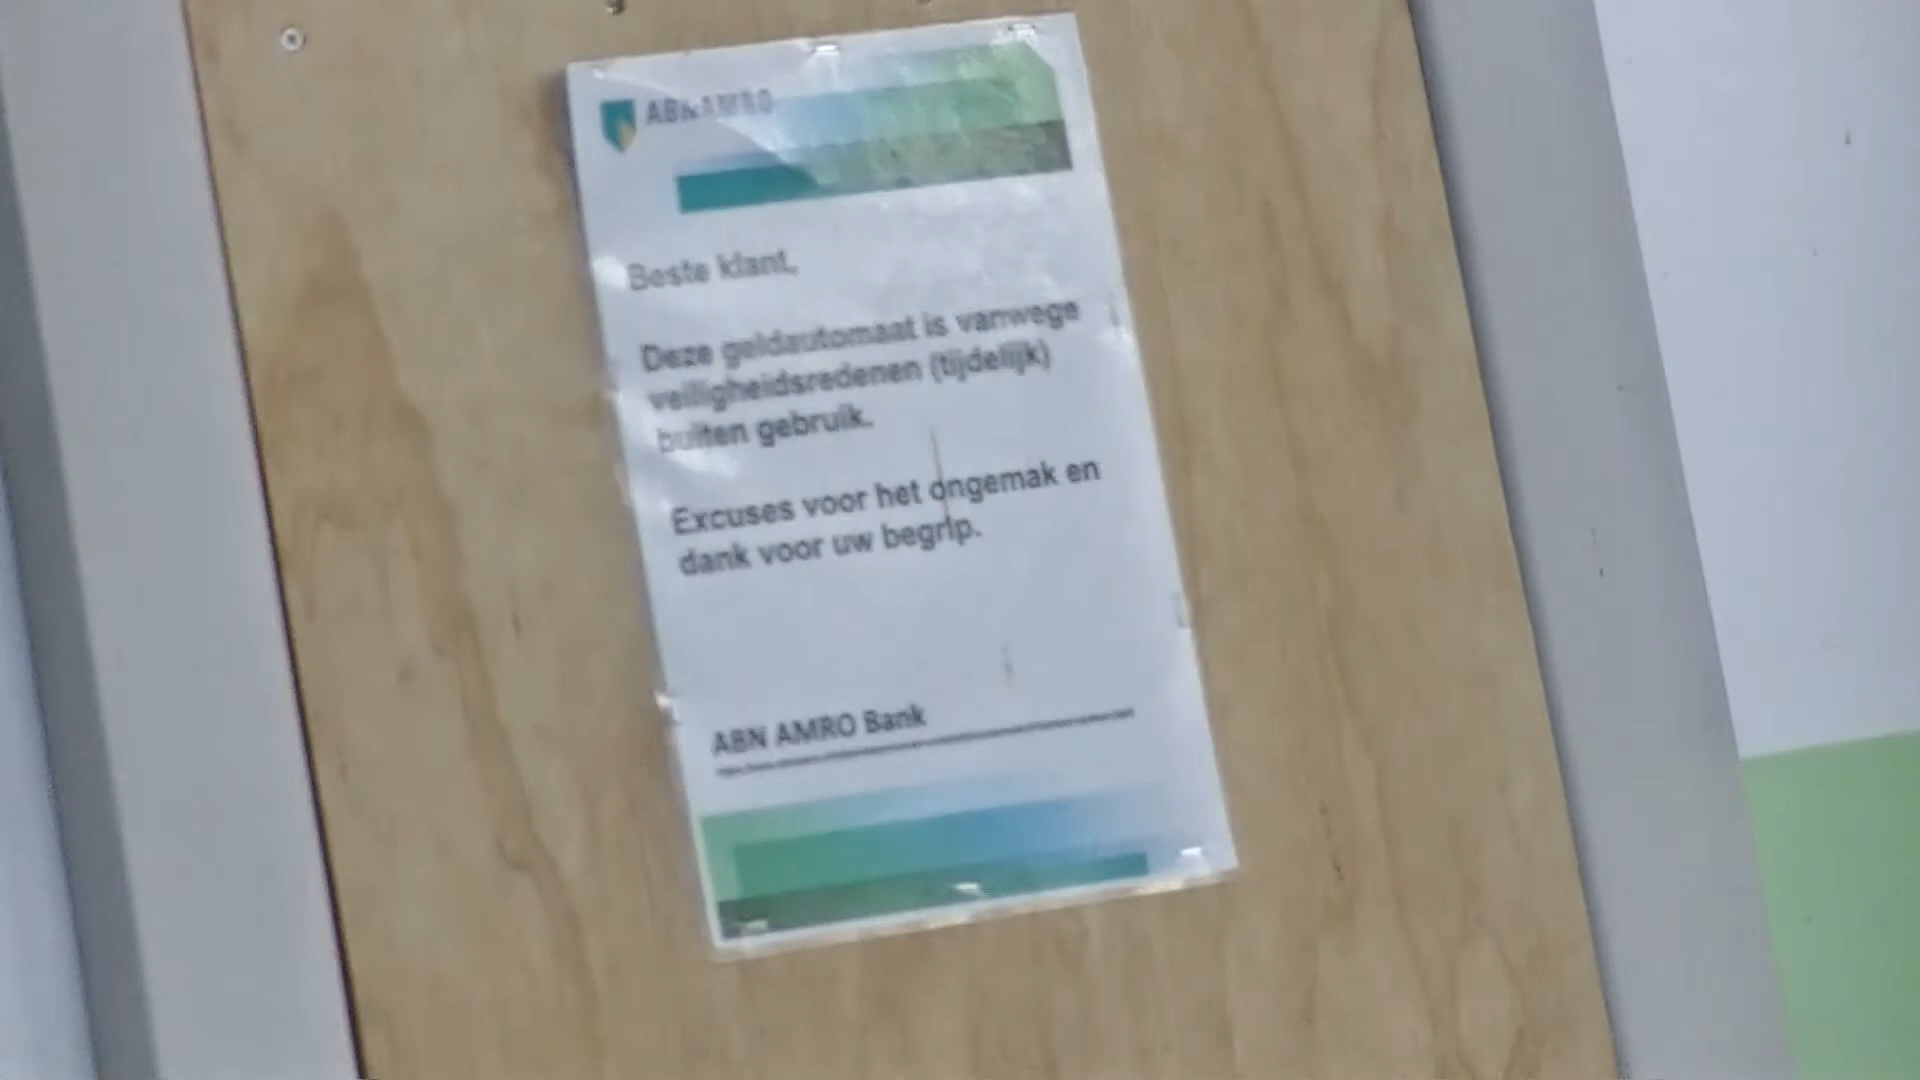 ABN AMRO
Beste klant,
Deze geldautomaat is vanwege
veiligheidsredenen (tijdelijk)
buiten gebruik.
Excuses voor het ongemak en
dank voor uw begrip.
ABN AMRO Bank